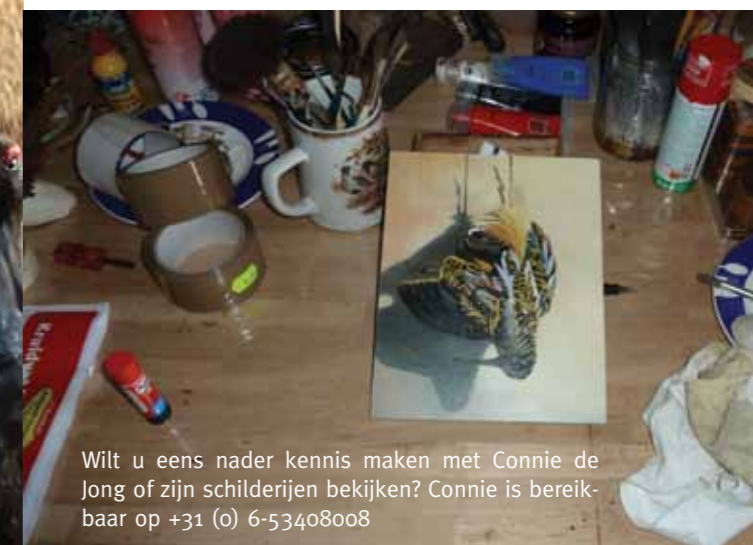 Wilt u eens nader kennis maken met Connie de
Jong of zijn schilderijen bekijken? Connie is bereik-
baar op +31 (0) 6-53408008